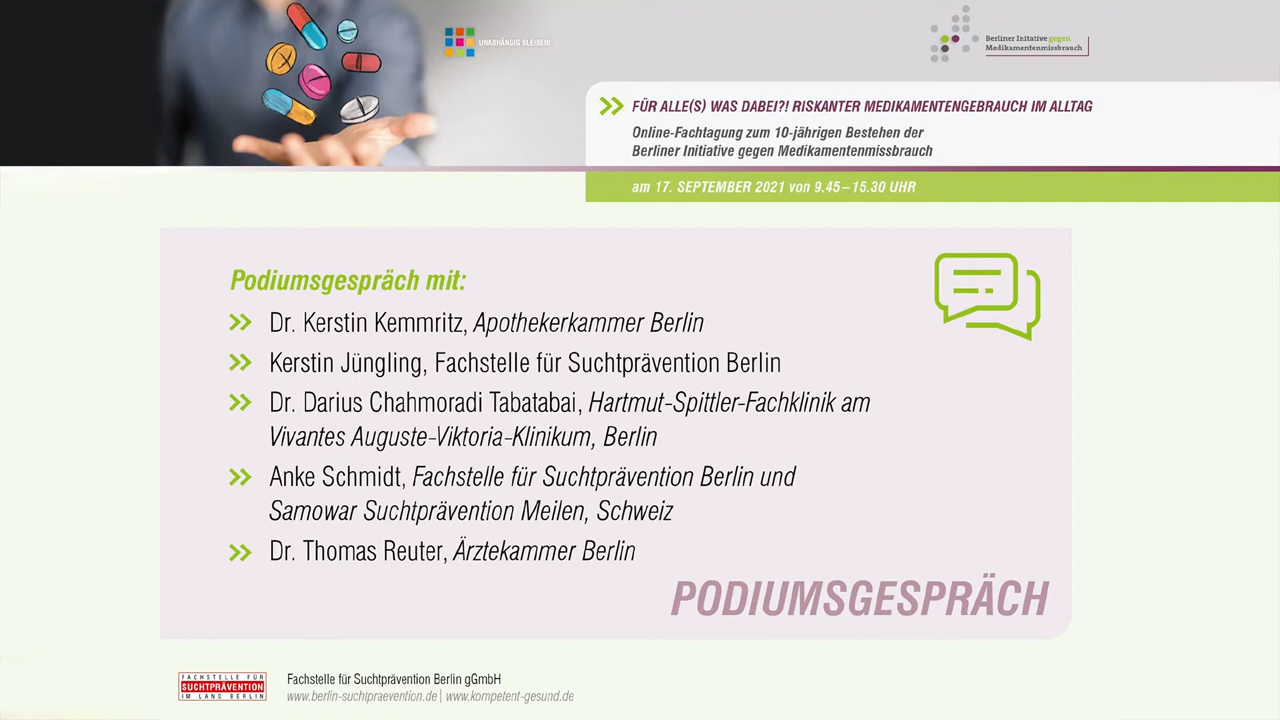 UNABHÄNGIG BLEIBEN!
Berliner Initative gegen
Medikamentenmissbrauch
FÜR ALLE(S) WAS DABEI?! RISKANTER MEDIKAMENTENGEBRAUCH IM ALLTAG
Online-Fachtagung zum 10-jährigen Bestehen der
Berliner Initiative gegen Medikamentenmissbrauch
am 17. SEPTEMBER 2021 von 9.45–15.30 UHR
Podiumsgespräch mit:
Dr. Kerstin Kemmritz, Apothekerkammer Berlin
Kerstin Jüngling, Fachstelle für Suchtprävention Berlin
Dr. Darius Chahmoradi Tabatabai, Hartmut-Spittler-Fachklinik am
Vivantes Auguste-Viktoria-Klinikum, Berlin
Anke Schmidt, Fachstelle für Suchtprävention Berlin und
Samowar Suchtprävention Meilen, Schweiz
Dr. Thomas Reuter, Ärztekammer Berlin
PODIUMSGESPRÄCH
FACHSTELLE FÜR
SUCHTPRÄVENTION
IM LAND BERLIN
Fachstelle für Suchtprävention Berlin gGmbH
www.berlin-suchtpraevention.de | www.kompetent-gesund.de